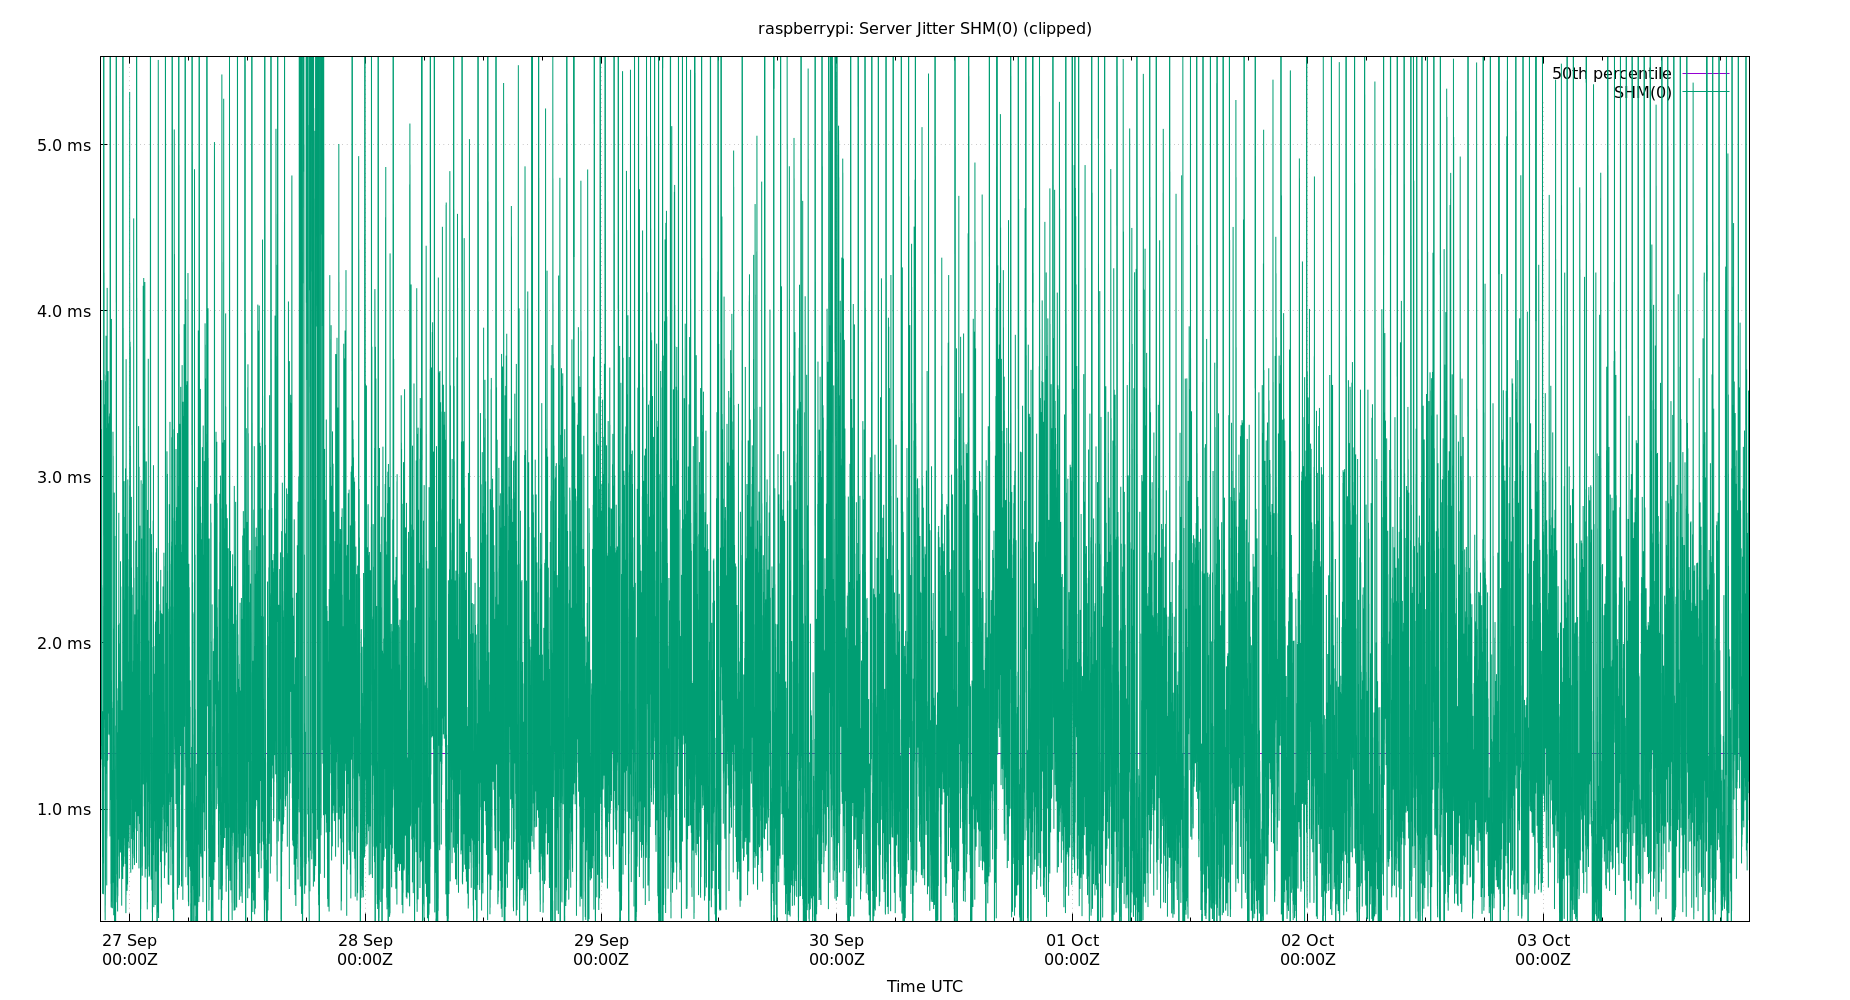 raspberrypi: Server Jitter SHM(0) (clipped)
50th percentile
SHM(0)
5.0 ms
4.0 ms
3.0 ms
2.0 ms
1.0 ms
27 Sep 28 Sep 29 Sep 30 Sep 01 Oct 02 Oct 03 Oct
00:00Z 00:00Z 00:00Z 00:00Z 00:00Z 00:00Z 00:00Z
Time UTC